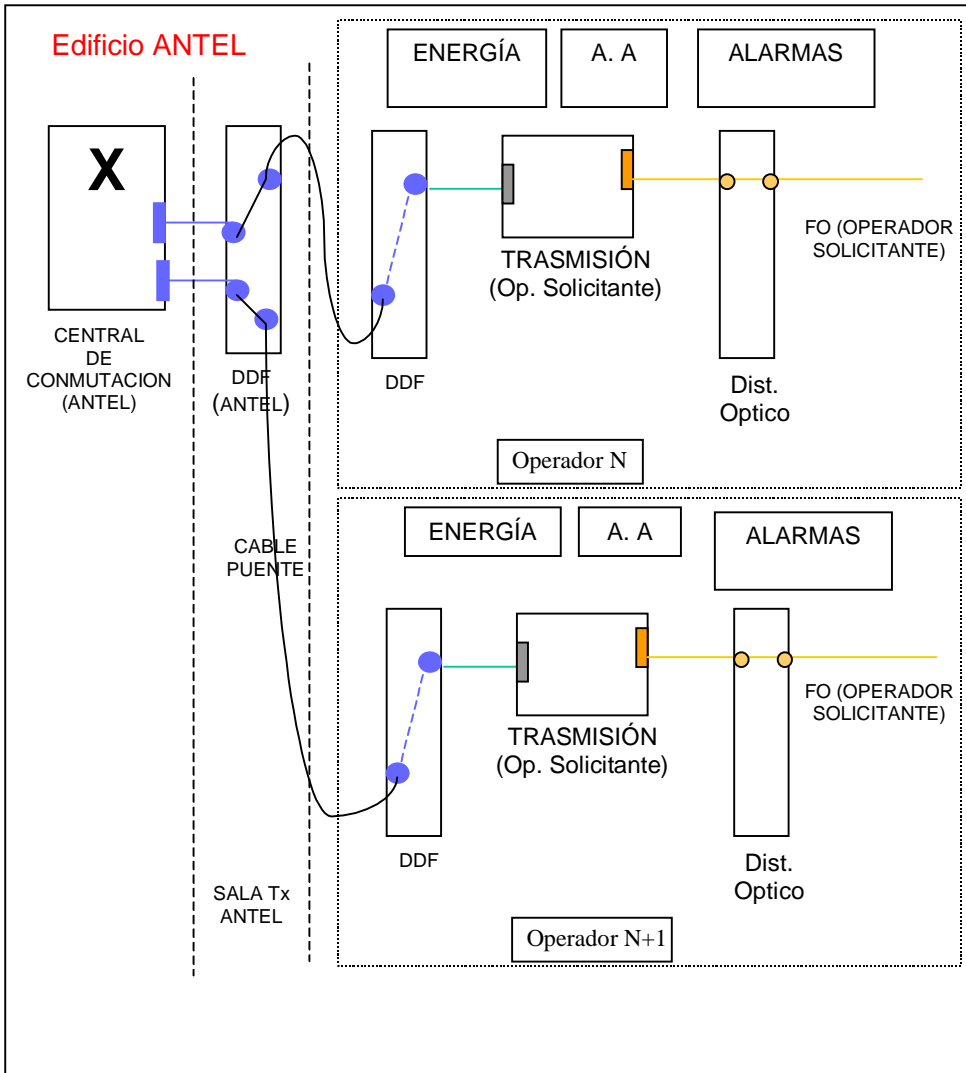 Edificio ANTEL
ENERGÍA
A. A
ALARMAS
X
CENTRAL
DE
CONMUTACION
(ANTEL)
DDF
(ANTEL)
DDF
TRASMISIÓN
(Op. Solicitante)
Dist.
Optico
FO (OPERADOR
SOLICITANTE)
Operador N
CABLE
PUENTE
SALA Tx
ANTEL
ENERGÍA
A. A
ALARMAS
DDF
TRASMISIÓN
(Op. Solicitante)
Dist.
Optico
FO (OPERADOR
SOLICITANTE)
Operador N+1